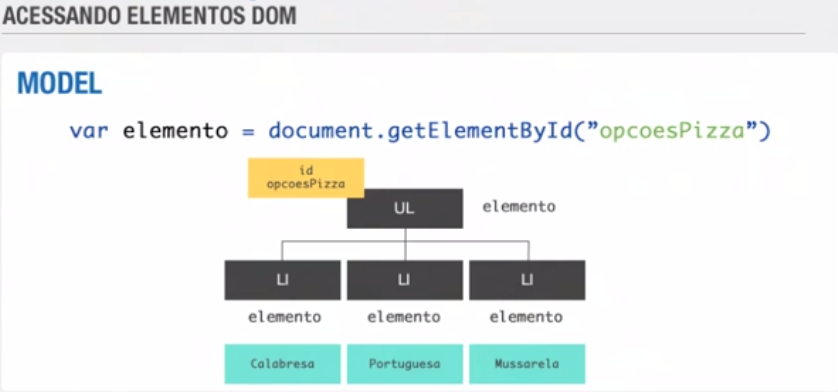 ACESSANDO ELEMENTOS DOM
MODEL
var elemento = document.getElementById(”opcoesPizza”)
id
opcoesPizza
UL
elemento
LI LI LI
elemento elemento elemento
Calabresa Portuguesa Mussarela